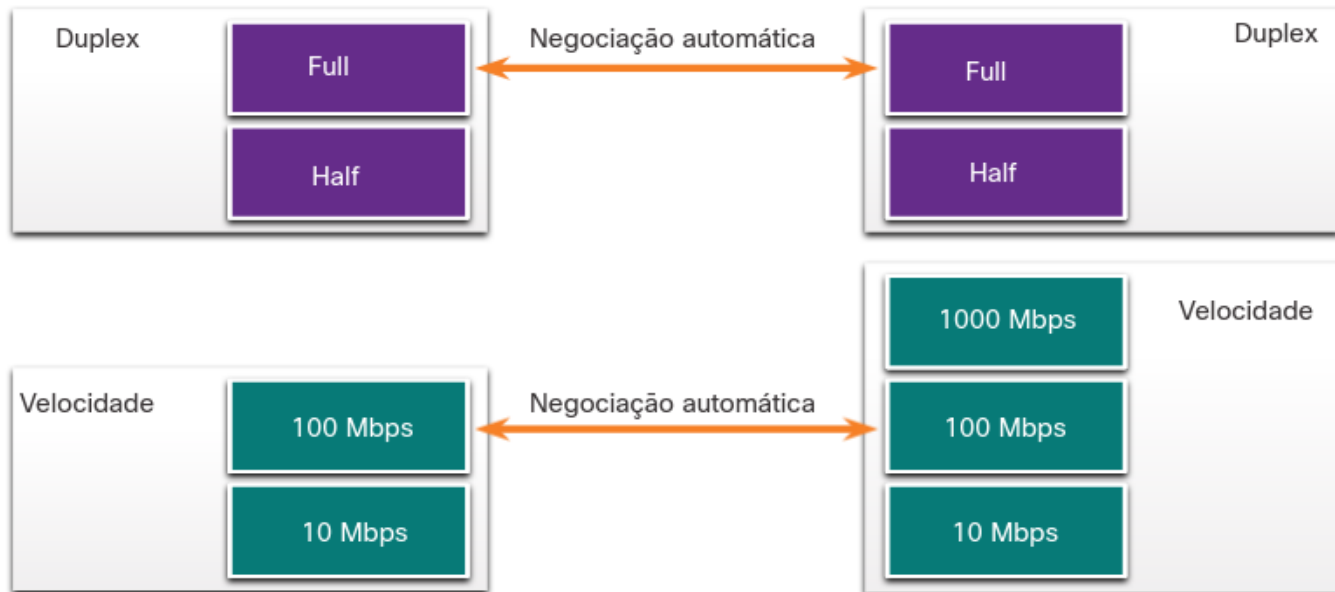 Duplex
Full
Negociação automática
Full
Duplex
Half
Half
1000 Mbps
Velocidade
Velocidade
100 Mbps
Negociação automática
100 Mbps
10 Mbps
10 Mbps